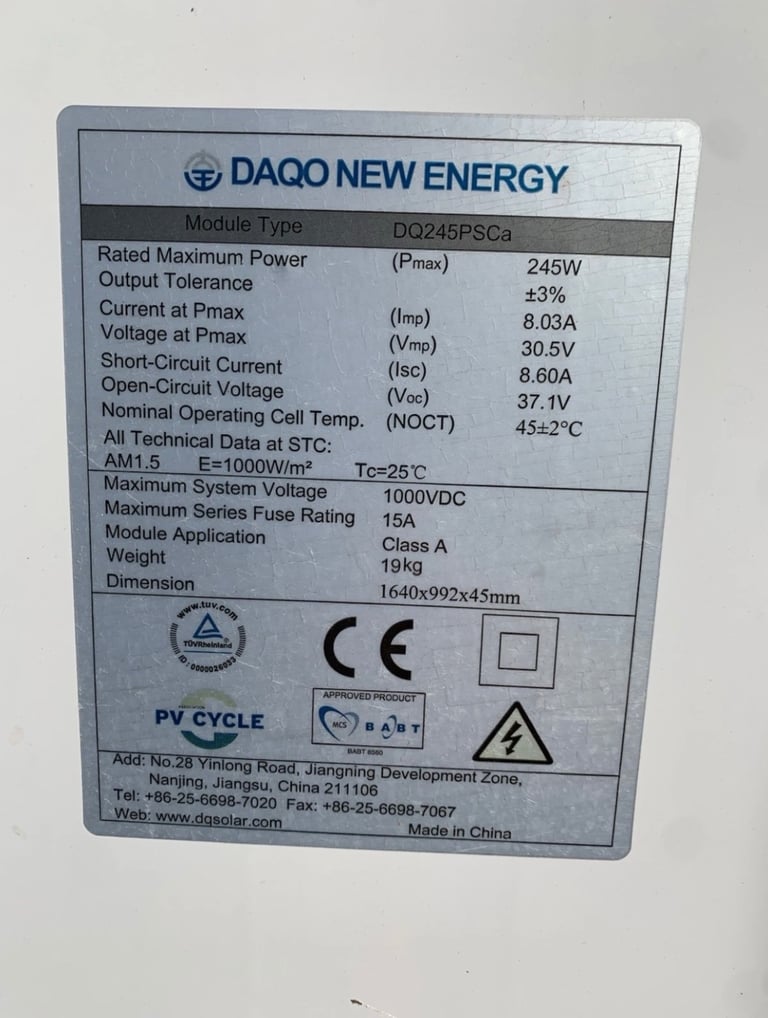 DAQO NEW ENERGY
Module Type DQ245PSCa
Rated Maximum Power (Pmax) 245W
Output Tolerance ±3%
Current at Pmax (Imp) 8.03A
Voltage at Pmax (Vmp) 30.5V
Short-Circuit Current (Isc) 8.60A
Open-Circuit Voltage (Voc) 37.1V
Nominal Operating Cell Temp. (NOCT) 45±2°C
All Technical Data at STC:
AM1.5 E=1000W/m² Tc=25℃
Maximum System Voltage 1000VDC
Maximum Series Fuse Rating 15A
Module Application Class A
Weight 19kg
Dimension 1640x992x45mm
www.tuv.com
TÜVRheinland®
CE
PV CYCLE
APPROVED PRODUCT
MCS BABT
Add: No.28 Yinlong Road, Jiangning Development Zone,
Nanjing, Jiangsu, China 211106
Tel: +86-25-6698-7020 Fax: +86-25-6698-7067
Web: www.dqsolar.com Made in China